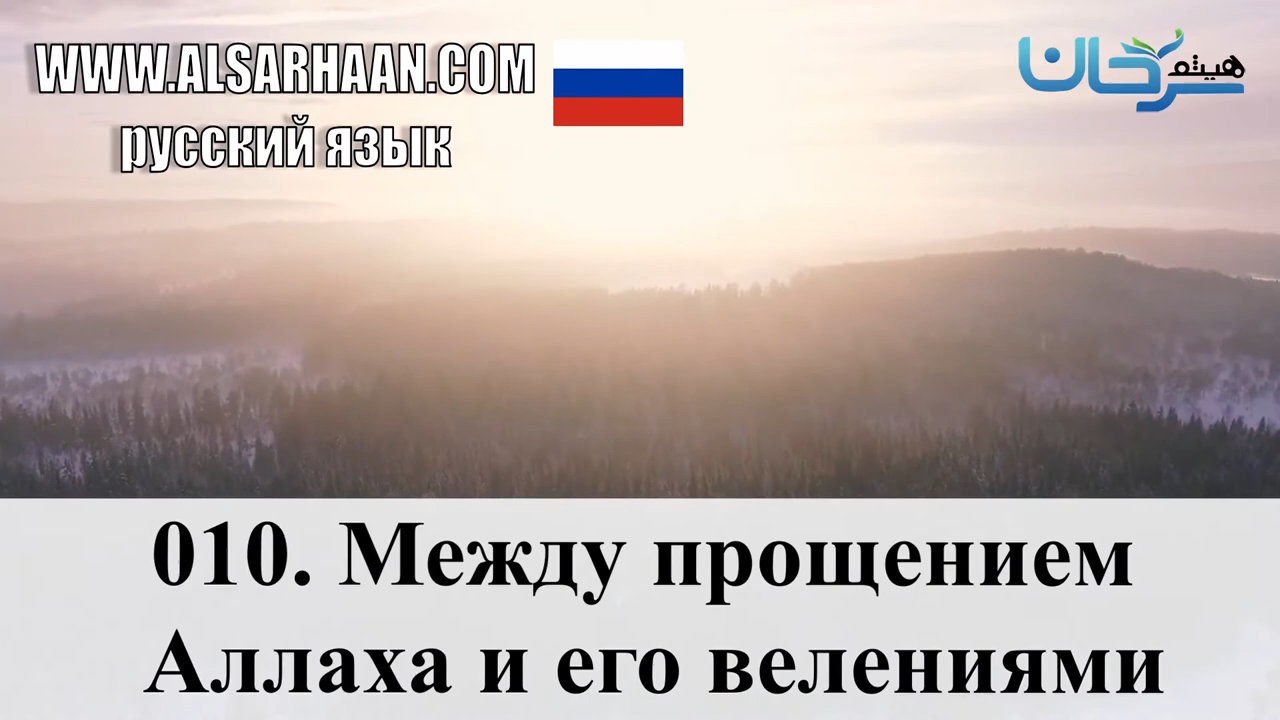 WWW.ALSARHAAN.COM
русский язык
هيثم
سرحان
010. Между прощением
Аллаха и его велениями